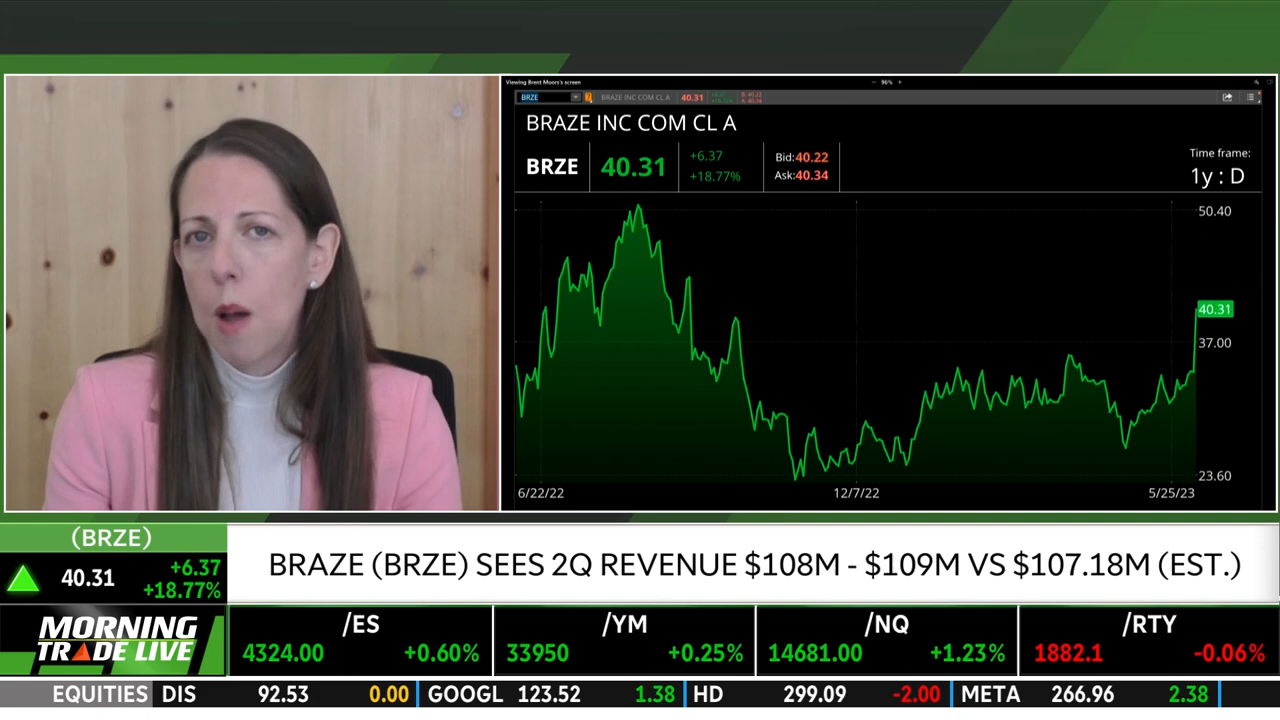 Viewing Brent Moors's screen
96%
BRZE
BRAZE INC COM CL A
40.31
B: 40.22
A: 40.34
BRAZE INC COM CL A
BRZE
40.31
+6.37
+18.77%
Bid:40.22
Ask:40.34
Time frame:
1y : D
50.40
40.31
37.00
23.60
6/22/22
12/7/22
5/25/23
(BRZE)
40.31
+6.37
+18.77%
BRAZE (BRZE) SEES 2Q REVENUE $108M - $109M VS $107.18M (EST.)
MORNING
TRADE LIVE
/ES
4324.00 +0.60%
/YM
33950 +0.25%
/NQ
14681.00 +1.23%
/RTY
1882.1 -0.06%
EQUITIES DIS 92.53 0.00 GOOGL 123.52 1.38 HD 299.09 -2.00 META 266.96 2.38